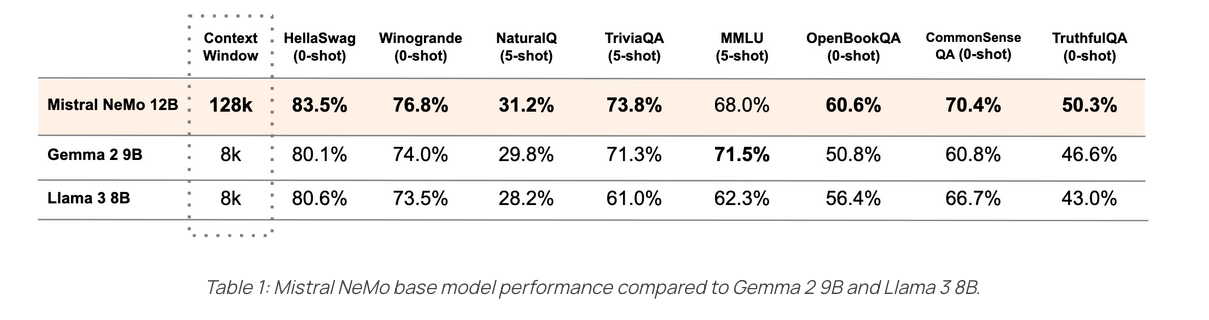 Context Window HellaSwag (0-shot) Winogrande (0-shot) NaturalQ (5-shot) TriviaQA (5-shot) MMLU (5-shot) OpenBookQA (0-shot) CommonSense QA (0-shot) TruthfulQA (0-shot)
Mistral NeMo 12B 128k 83.5% 76.8% 31.2% 73.8% 68.0% 60.6% 70.4% 50.3%
Gemma 2 9B 8k 80.1% 74.0% 29.8% 71.3% 71.5% 50.8% 60.8% 46.6%
Llama 3 8B 8k 80.6% 73.5% 28.2% 61.0% 62.3% 56.4% 66.7% 43.0%
Table 1: Mistral NeMo base model performance compared to Gemma 2 9B and Llama 3 8B.